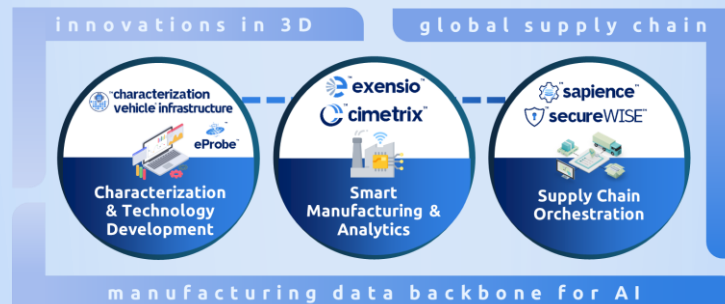 innovations in 3D
global supply chain
characterization
vehicle infrastructure
eProbe
Characterization
& Technology
Development
exensio
cimetrix
Smart
Manufacturing &
Analytics
sapience
secureWISE
Supply Chain
Orchestration
manufacturing data backbone for AI